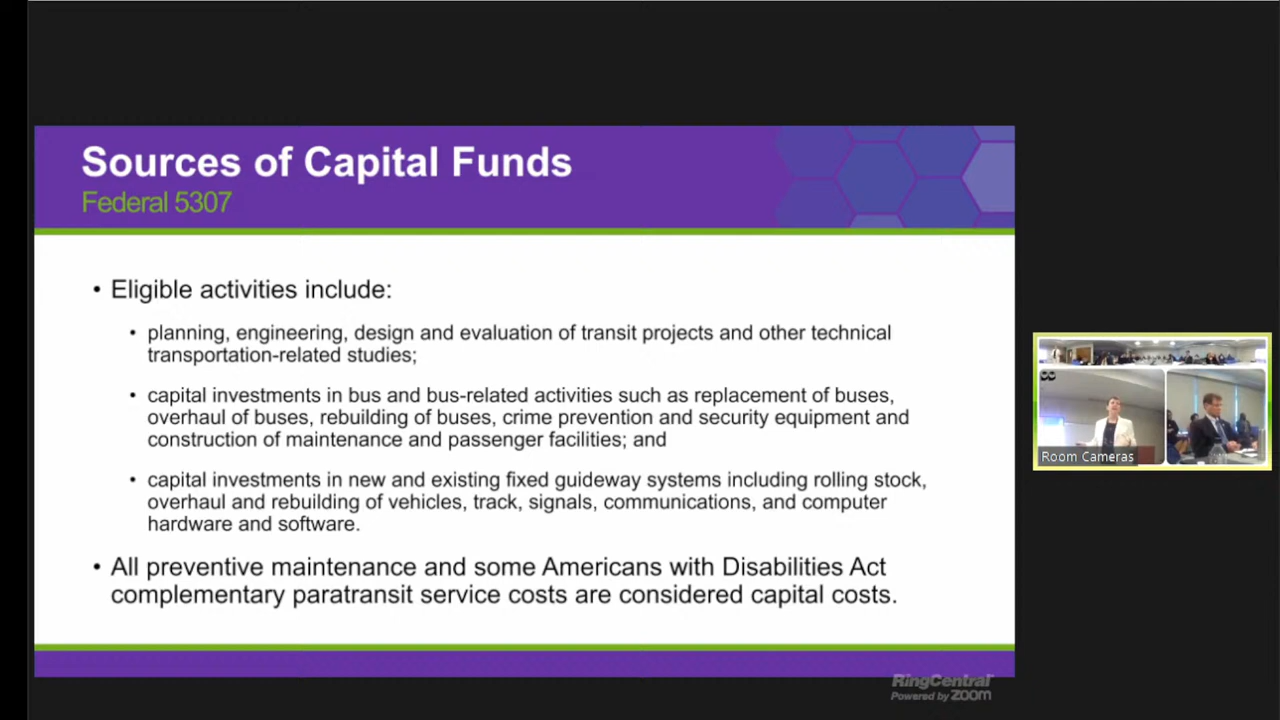 Sources of Capital Funds
Federal 5307
• Eligible activities include:
• planning, engineering, design and evaluation of transit projects and other technical
transportation-related studies;
• capital investments in bus and bus-related activities such as replacement of buses,
overhaul of buses, rebuilding of buses, crime prevention and security equipment and
construction of maintenance and passenger facilities; and
• capital investments in new and existing fixed guideway systems including rolling stock,
overhaul and rebuilding of vehicles, track, signals, communications, and computer
hardware and software.
• All preventive maintenance and some Americans with Disabilities Act
complementary paratransit service costs are considered capital costs.
Room Cameras
RingCentral
Powered by zoom